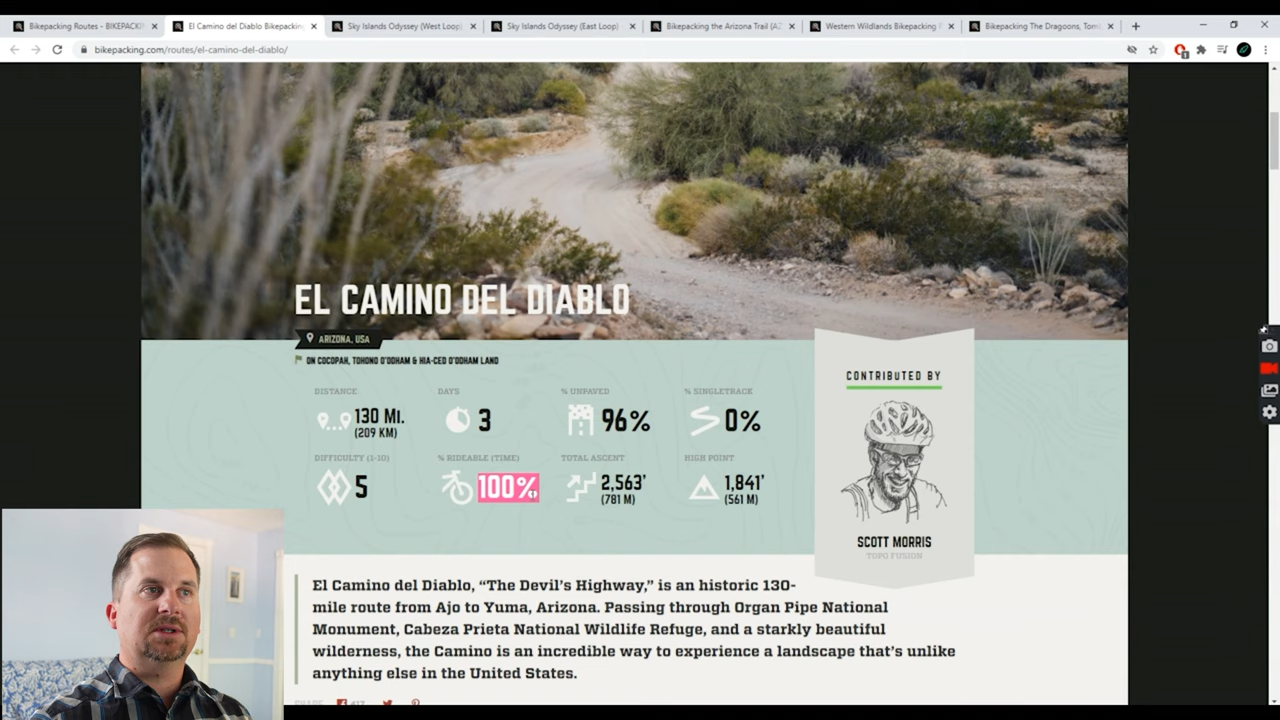 Bikepacking Routes - BIKEPACKIN
El Camino del Diablo Bikepacking
Sky Islands Odyssey (West Loop)
Sky Islands Odyssey (East Loop)
Bikepacking the Arizona Trail (AZ
Western Wildlands Bikepacking R
Bikepacking The Dragoons, Tomb
bikepacking.com/routes/el-camino-del-diablo/
EL CAMINO DEL DIABLO
ARIZONA, USA
ON COCOPAH, TOHONO O'ODHAM & HIA-CED O'ODHAM LAND
CONTRIBUTED BY
DISTANCE
DAYS
% UNPAVED
% SINGLETRACK
130 MI.
(209 KM)
3
96%
0%
DIFFICULTY (1-10)
% RIDEABLE (TIME)
TOTAL ASCENT
HIGH POINT
5
100%
2,563'
(781 M)
1,841'
(561 M)
SCOTT MORRIS
TOPO FUSION
El Camino del Diablo, “The Devil's Highway,” is an historic 130-
mile route from Ajo to Yuma, Arizona. Passing through Organ Pipe National
Monument, Cabeza Prieta National Wildlife Refuge, and a starkly beautiful
wilderness, the Camino is an incredible way to experience a landscape that's unlike
anything else in the United States.
SHARE
417